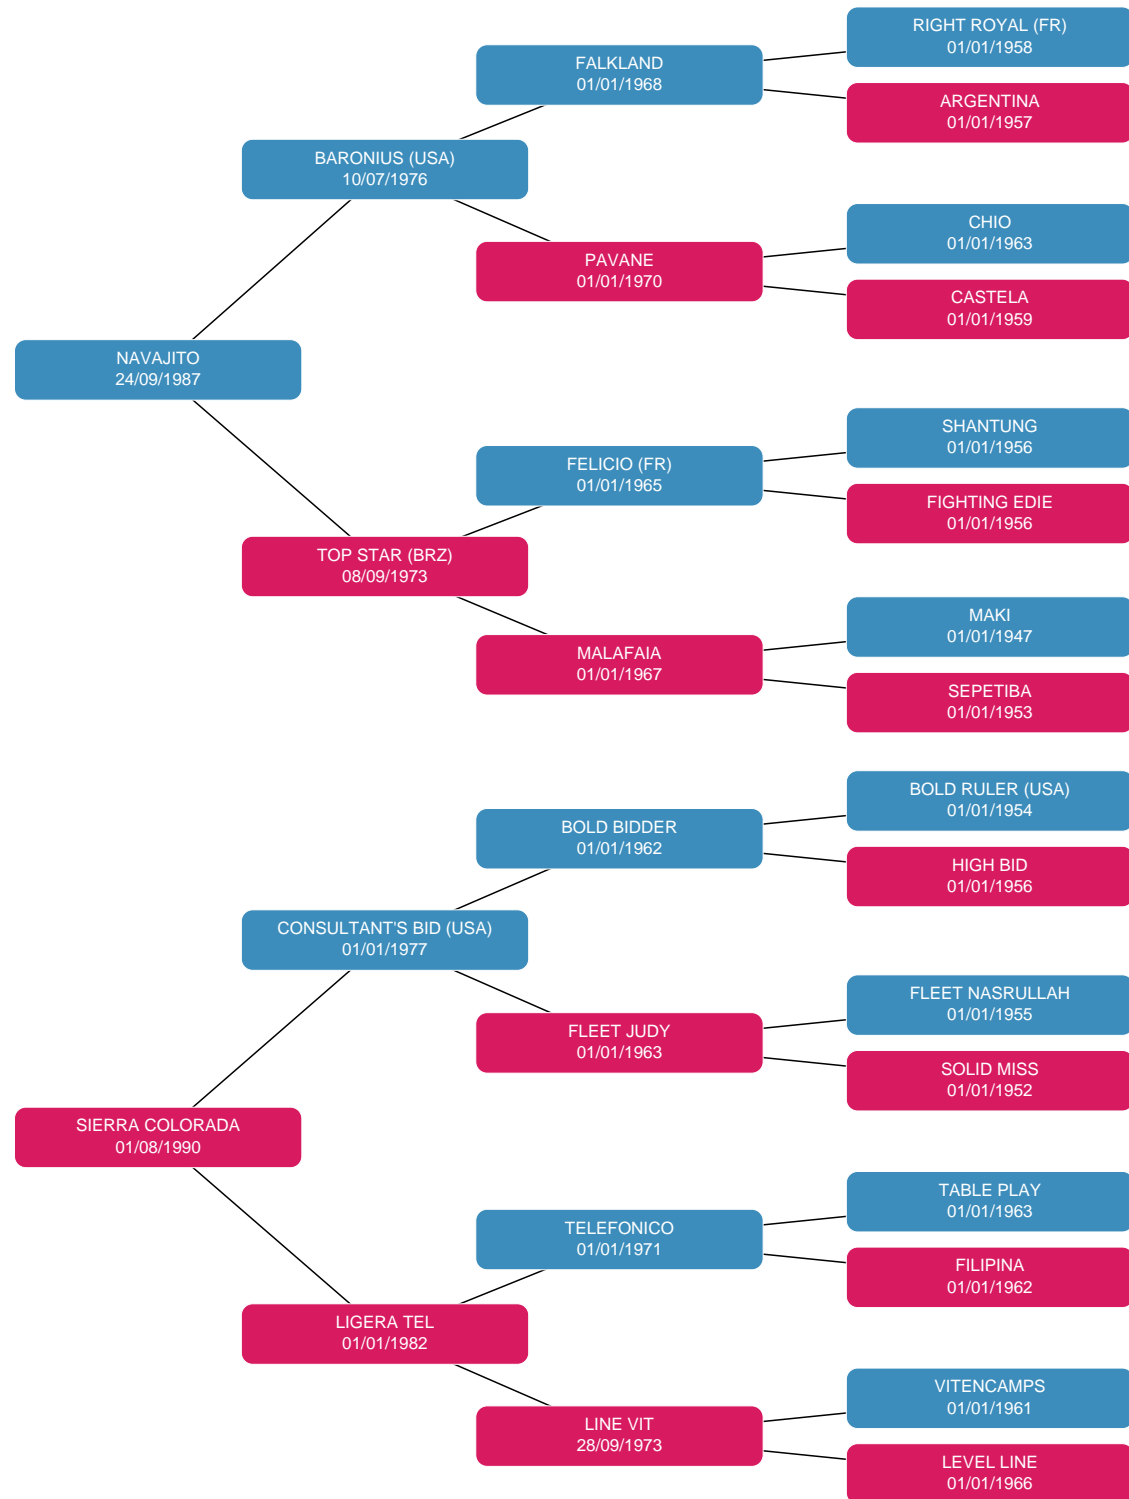 RIGHT ROYAL (FR)
01/01/1958
FALKLAND
01/01/1968
ARGENTINA
01/01/1957
BARONIUS (USA)
10/07/1976
CHIO
01/01/1963
PAVANE
01/01/1970
CASTELA
01/01/1959
NAVAJITO
24/09/1987
SHANTUNG
01/01/1956
FELICIO (FR)
01/01/1965
FIGHTING EDIE
01/01/1956
TOP STAR (BRZ)
08/09/1973
MAKI
01/01/1947
MALAFAIA
01/01/1967
SEPETIBA
01/01/1953
BOLD RULER (USA)
01/01/1954
BOLD BIDDER
01/01/1962
HIGH BID
01/01/1956
CONSULTANT'S BID (USA)
01/01/1977
FLEET NASRULLAH
01/01/1955
FLEET JUDY
01/01/1963
SOLID MISS
01/01/1952
SIERRA COLORADA
01/08/1990
TABLE PLAY
01/01/1963
TELEFONICO
01/01/1971
FILIPINA
01/01/1962
LIGERA TEL
01/01/1982
VITENCAMPS
01/01/1961
LINE VIT
28/09/1973
LEVEL LINE
01/01/1966